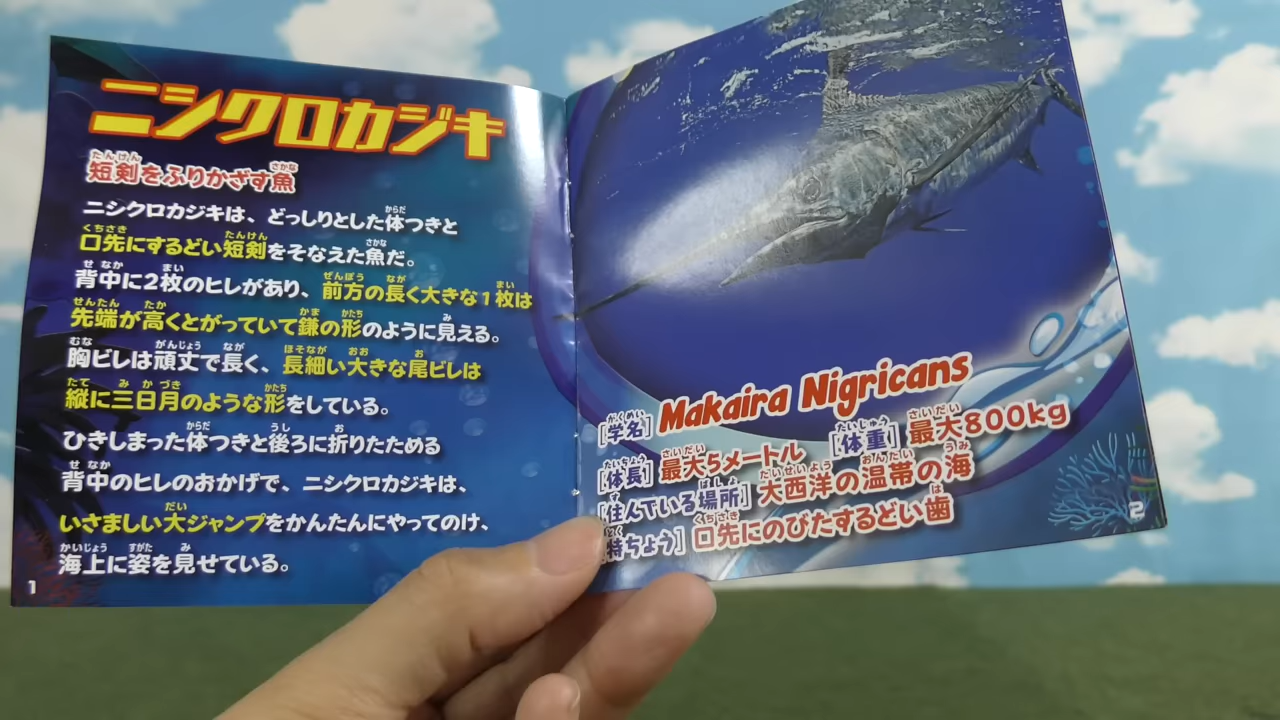 ニシクロカジキ
短剣をふりかざす魚
ニシクロカジキは、どっしりとした体つきと
口先にするどい短剣をそなえた魚だ。
背中に2枚のヒレがあり、前方の長く大きな1枚は
先端が高くとがっていて鎌の形のように見える。
胸ビレは頑丈で長く、長細い大きな尾ビレは
縦に三日月のような形をしている。
ひきしまった体つきと後ろに折りたためる
背中のヒレのおかげで、ニシクロカジキは、
いさましい大ジャンプをかんたんにやってのけ、
海上に姿を見せている。
1
[学名] Makaira Nigricans
[体長] 最大5メートル [体重] 最大800kg
[住んでいる場所] 大西洋の温帯の海
[特ちょう] 口先にのびたするどい歯
2